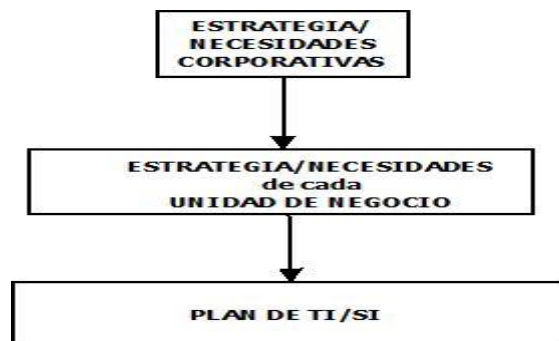 ESTRATEGIA/
NECESIDADES
CORPORATIVAS
ESTRATEGIA/NECESIDADES
de cada
UNIDAD DE NEGOCIO
PLAN DE TI/SI